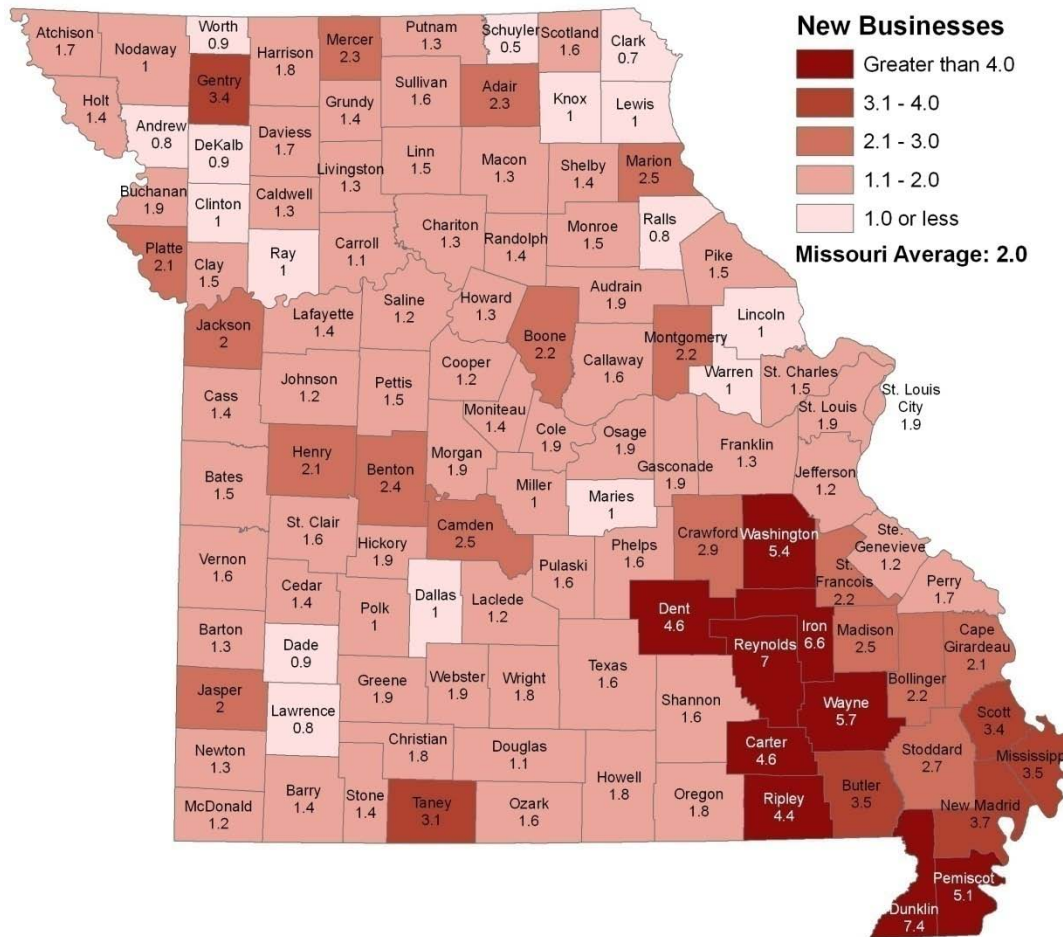 New Businesses
Greater than 4.0
3.1 - 4.0
2.1 - 3.0
1.1 - 2.0
1.0 or less
Missouri Average: 2.0
Atchison
1.7
Nodaway
1
Worth
0.9
Harrison
1.8
Mercer
2.3
Putnam
1.3
Schuyler
0.5
Scotland
1.6
Clark
0.7
Gentry
3.4
Sullivan
1.6
Adair
2.3
Knox
1
Lewis
1
Holt
1.4
Andrew
0.8
DeKalb
0.9
Daviess
1.7
Grundy
1.4
Livingston
1.3
Linn
1.5
Macon
1.3
Shelby
1.4
Marion
2.5
Buchanan
1.9
Clinton
1
Caldwell
1.3
Chariton
1.3
Randolph
1.4
Monroe
1.5
Ralls
0.8
Pike
1.5
Platte
2.1
Clay
1.5
Ray
1
Carroll
1.1
Audrain
1.9
Jackson
2
Lafayette
1.4
Saline
1.2
Howard
1.3
Boone
2.2
Callaway
1.6
Montgomery
2.2
Lincoln
1
Warren
1
St. Charles
1.5
St. Louis
1.9
St. Louis
City
1.9
Cass
1.4
Johnson
1.2
Pettis
1.5
Cooper
1.2
Moniteau
1.4
Cole
1.9
Osage
1.9
Gasconade
1.9
Franklin
1.3
Jefferson
1.2
Bates
1.5
Henry
2.1
Benton
2.4
Morgan
1.9
Miller
1
Maries
1
Crawford
2.9
Washington
5.4
Ste.
Genevieve
1.2
St.
Francois
2.2
Perry
1.7
Vernon
1.6
St. Clair
1.6
Hickory
1.9
Camden
2.5
Pulaski
1.6
Phelps
1.6
Dent
4.6
Iron
6.6
Madison
2.5
Cape
Girardeau
2.1
Cedar
1.4
Polk
1
Dallas
1
Laclede
1.2
Barton
1.3
Dade
0.9
Greene
1.9
Webster
1.9
Wright
1.8
Texas
1.6
Reynolds
7
Shannon
1.6
Wayne
5.7
Bollinger
2.2
Scott
3.4
Mississippi
3.5
Jasper
2
Lawrence
0.8
Christian
1.8
Douglas
1.1
Howell
1.8
Carter
4.6
Butler
3.5
Stoddard
2.7
New Madrid
3.7
Newton
1.3
McDonald
1.2
Barry
1.4
Stone
1.4
Taney
3.1
Ozark
1.6
Oregon
1.8
Ripley
4.4
Dunklin
7.4
Pemiscot
5.1